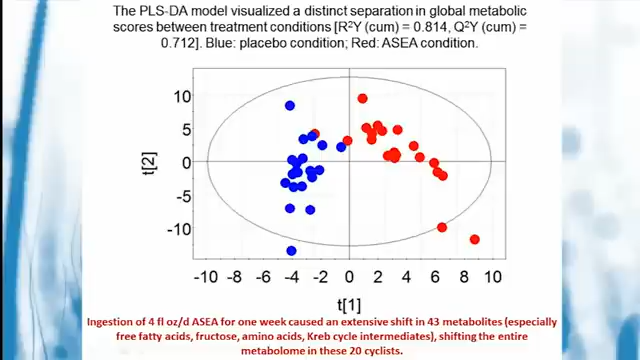 The PLS-DA model visualized a distinct separation in global metabolic
scores between treatment conditions [R²Y (cum) = 0.814, Q²Y (cum) =
0.712]. Blue: placebo condition; Red: ASEA condition.
10
5
0
-5
-10
t[2]
-10 -8 -6 -4 -2 0 2 4 6 8 10
t[1]
Ingestion of 4 fl oz/d ASEA for one week caused an extensive shift in 43 metabolites (especially
free fatty acids, fructose, amino acids, Kreb cycle intermediates), shifting the entire
metabolome in these 20 cyclists.